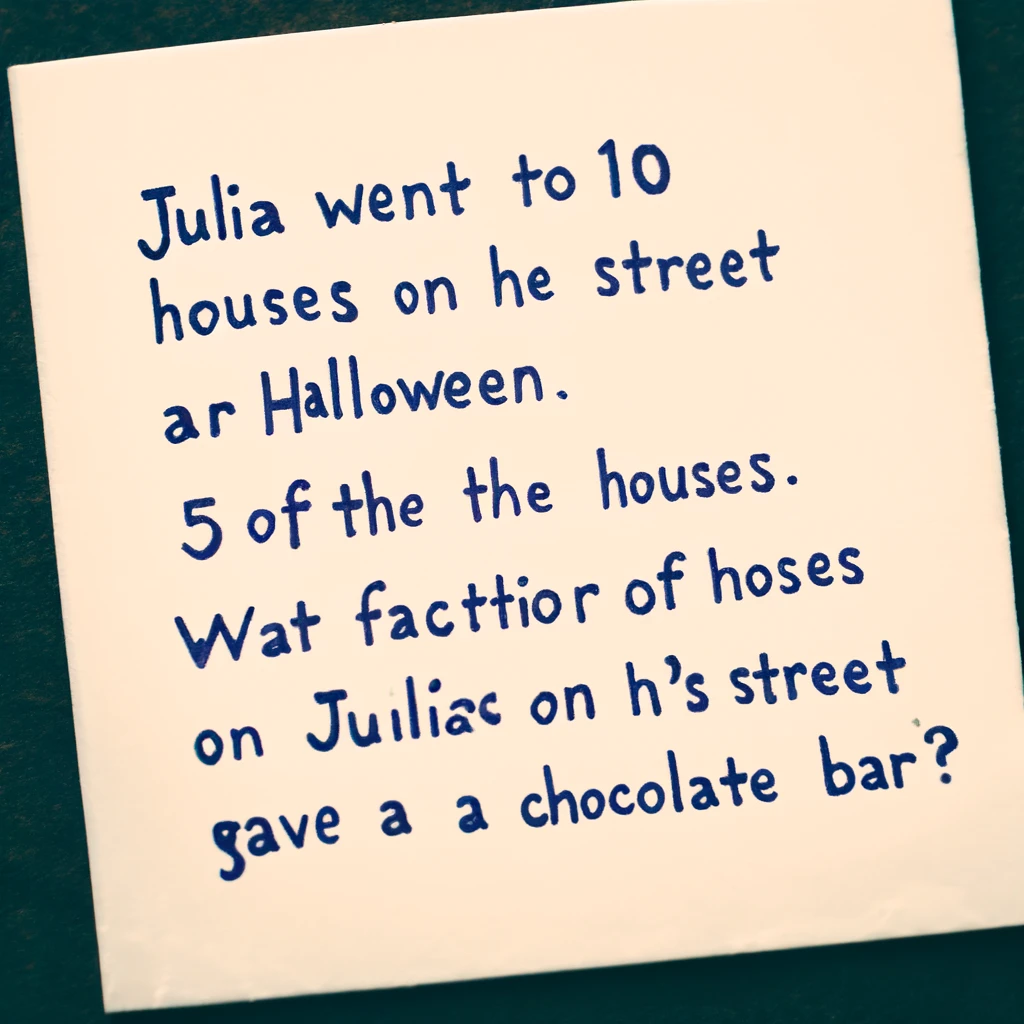 Julia went to 10
houses on he street
ar Halloween.
5 of the the houses.
Wat facttior of hoses
on Juiliac on h's street
gave a a chocolate bar?